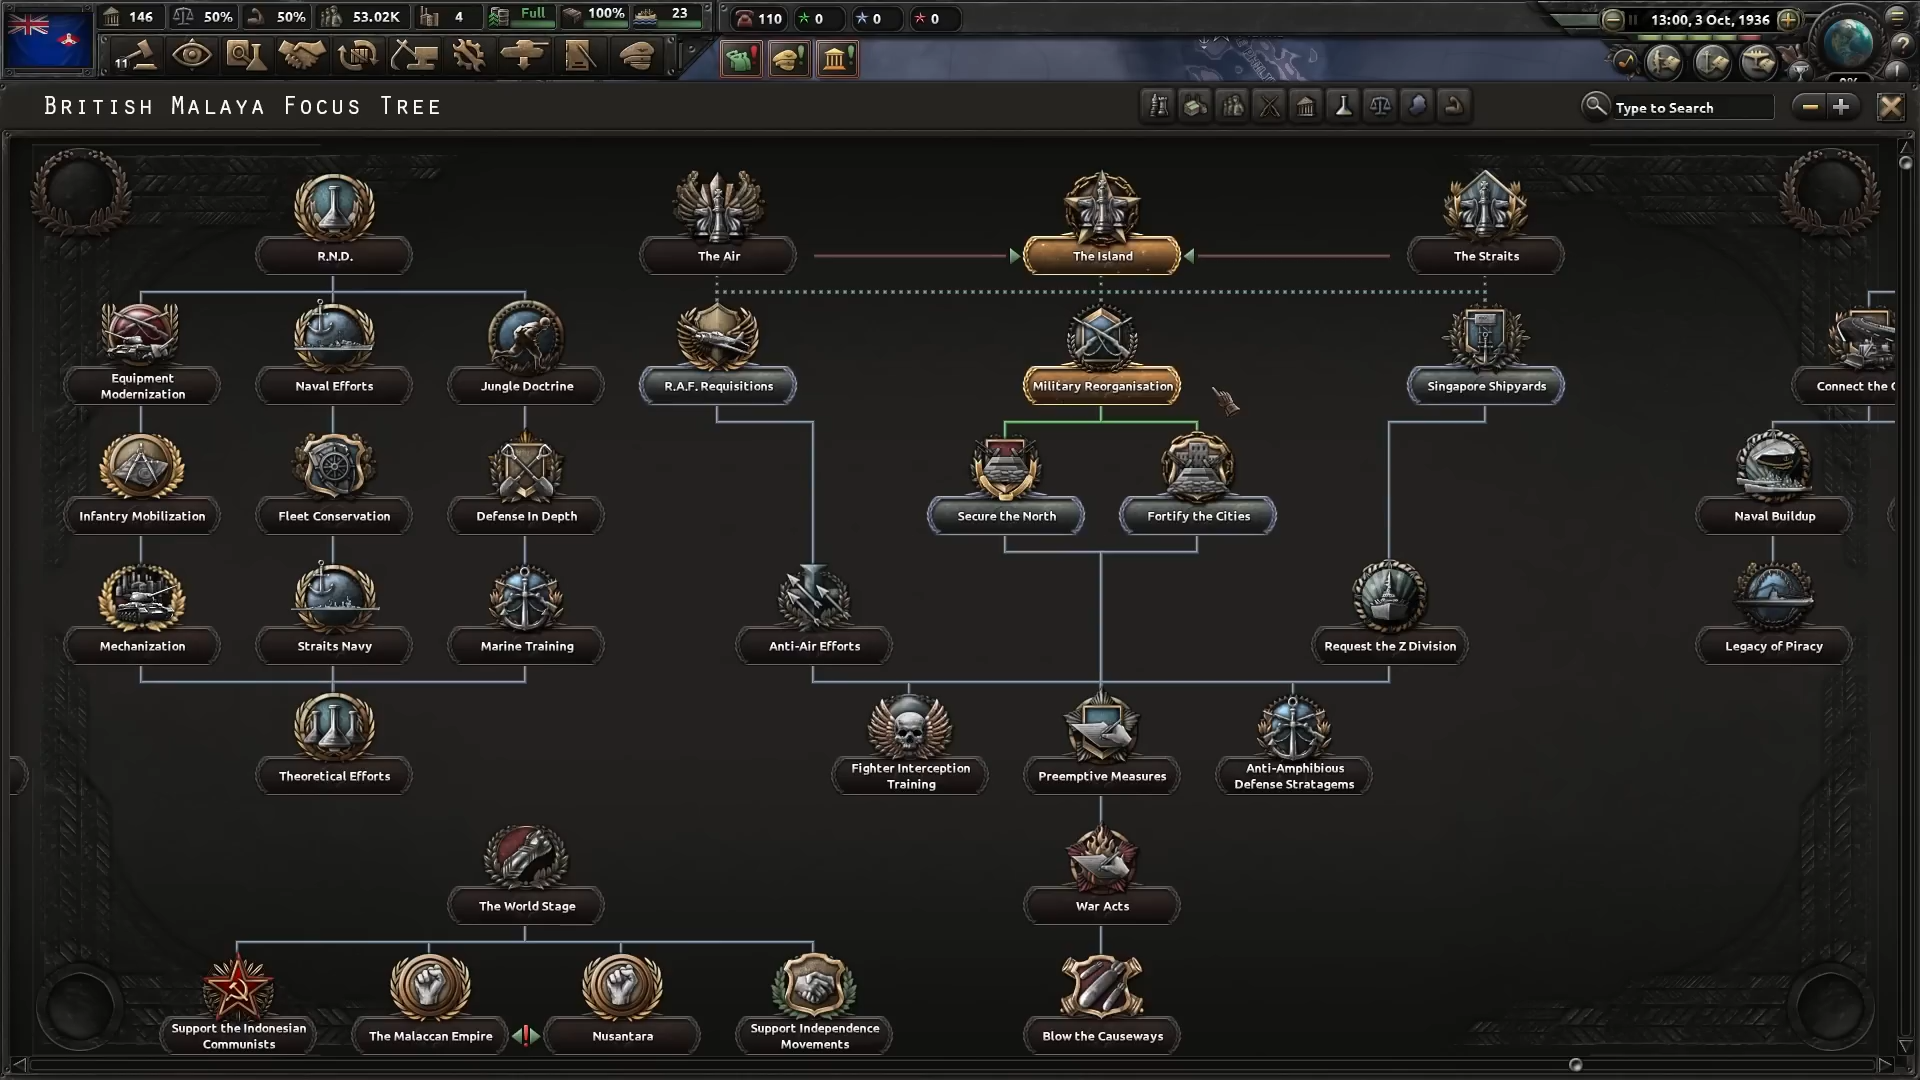 146
50%
50%
53.02K
4
Full
100%
23
110
0
0
0
13:00, 3 Oct, 1936
11
British Malaya Focus Tree
Type to Search
R.N.D.
The Air
The Island
The Straits
Equipment
Modernization
Naval Efforts
Jungle Doctrine
R.A.F. Requisitions
Military Reorganisation
Singapore Shipyards
Connect the
Infantry Mobilization
Fleet Conservation
Defense In Depth
Secure the North
Fortify the Cities
Naval Buildup
Mechanization
Straits Navy
Marine Training
Anti-Air Efforts
Request the Z Division
Legacy of Piracy
Theoretical Efforts
Fighter Interception
Training
Preemptive Measures
Anti-Amphibious
Defense Stratagems
The World Stage
War Acts
Support the Indonesian
Communists
The Malaccan Empire
Nusantara
Support Independence
Movements
Blow the Causeways